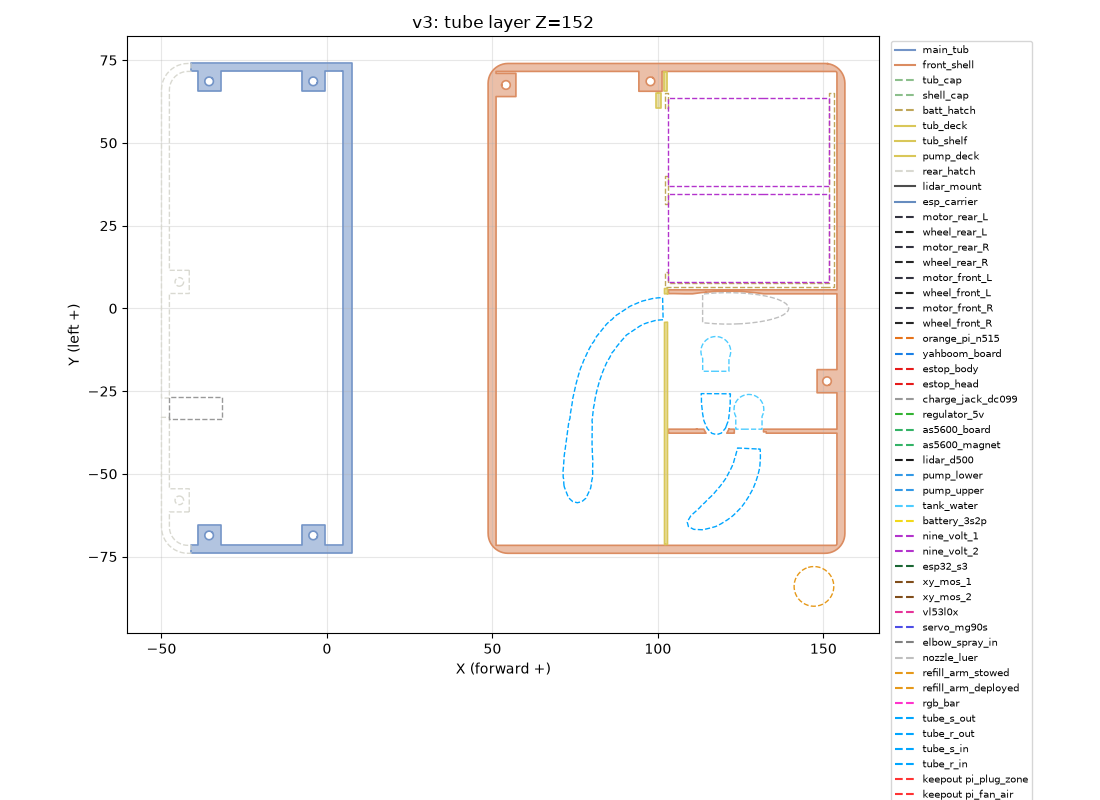 v3: tube layer Z=152
75
50
25
0
−25
−50
−75
Y (left +)
−50
0
50
100
150
X (forward +)
main_tub
front_shell
tub_cap
shell_cap
batt_hatch
tub_deck
tub_shelf
pump_deck
rear_hatch
lidar_mount
esp_carrier
motor_rear_L
wheel_rear_L
motor_rear_R
wheel_rear_R
motor_front_L
wheel_front_L
motor_front_R
wheel_front_R
orange_pi_n515
yahboom_board
estop_body
estop_head
charge_jack_dc099
regulator_5v
as5600_board
as5600_magnet
lidar_d500
pump_lower
pump_upper
tank_water
battery_3s2p
nine_volt_1
nine_volt_2
esp32_s3
xy_mos_1
xy_mos_2
vl53l0x
servo_mg90s
elbow_spray_in
nozzle_luer
refill_arm_stowed
refill_arm_deployed
rgb_bar
tube_s_out
tube_r_out
tube_s_in
tube_r_in
keepout pi_plug_zone
keepout pi_fan_air